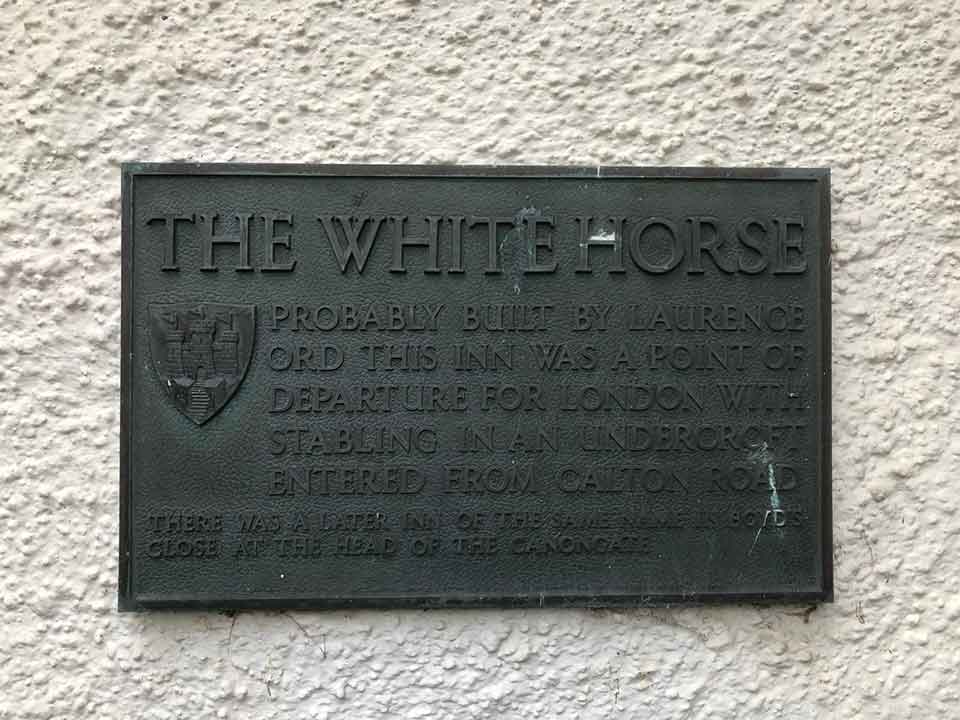 THE WHITE HORSE
PROBABLY BUILT BY LAURENCE
ORD THIS INN WAS A POINT OF
DEPARTURE FOR LONDON WITH
STABLING IN AN UNDERCROFT
ENTERED FROM CALTON ROAD
THERE WAS A LATER INN OF THE SAME NAME IN BOYDS
CLOSE AT THE HEAD OF THE CANONGATE